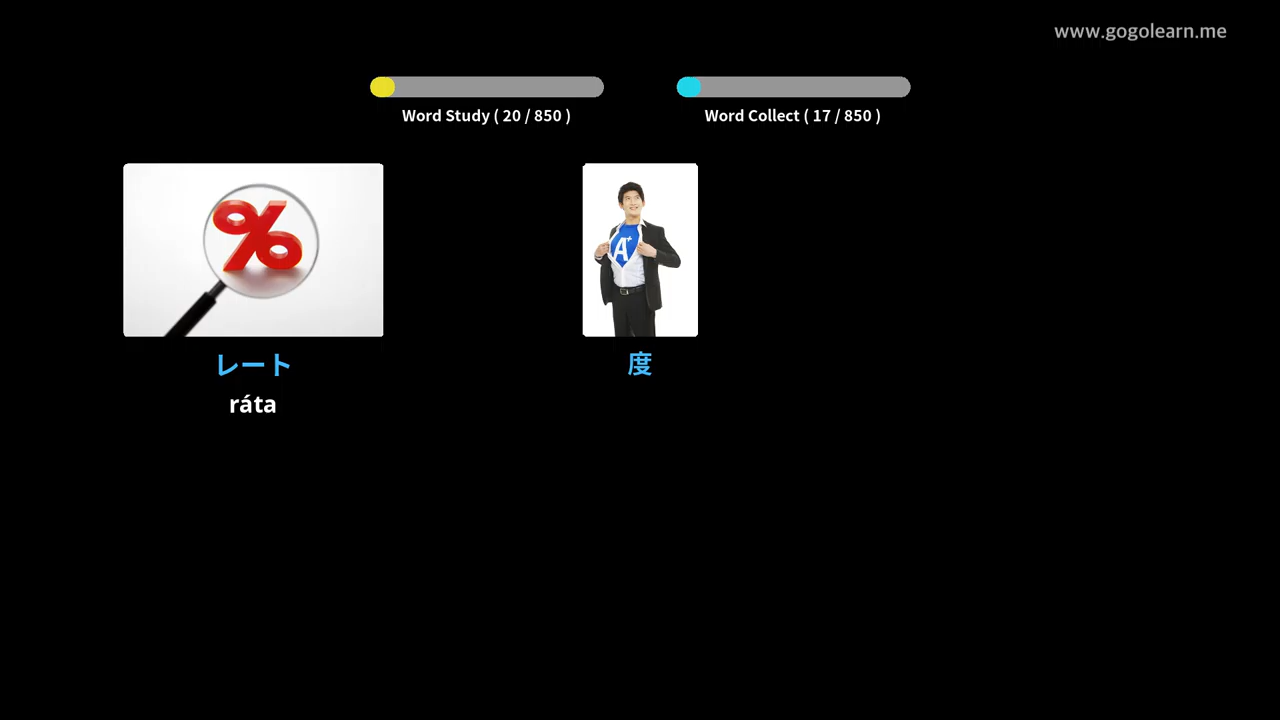 www.gogolearn.me
Word Study ( 20 / 850 )
Word Collect ( 17 / 850 )
%
A+
レート
度
ráta